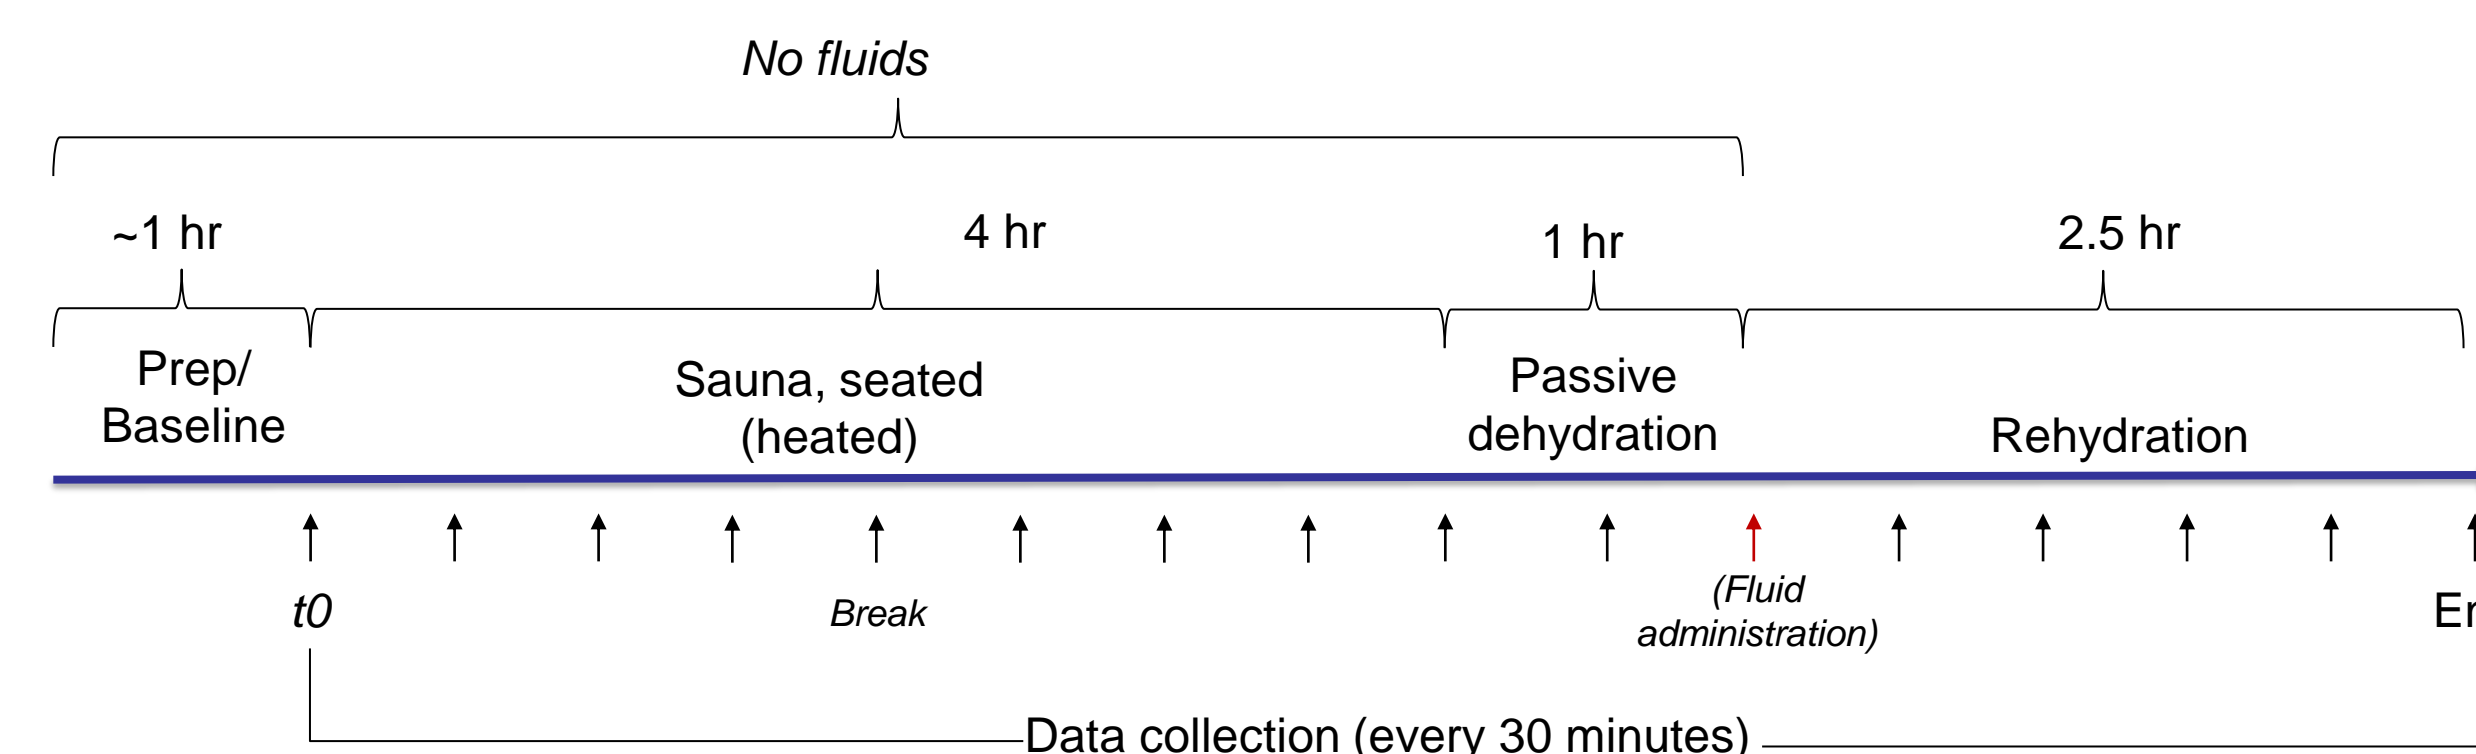 No fluids
~1 hr
4 hr
1 hr
2.5 hr
Prep/
Baseline
Sauna, seated
(heated)
Passive
dehydration
Rehydration
t0
Break
(Fluid
administration)
Data collection (every 30 minutes)